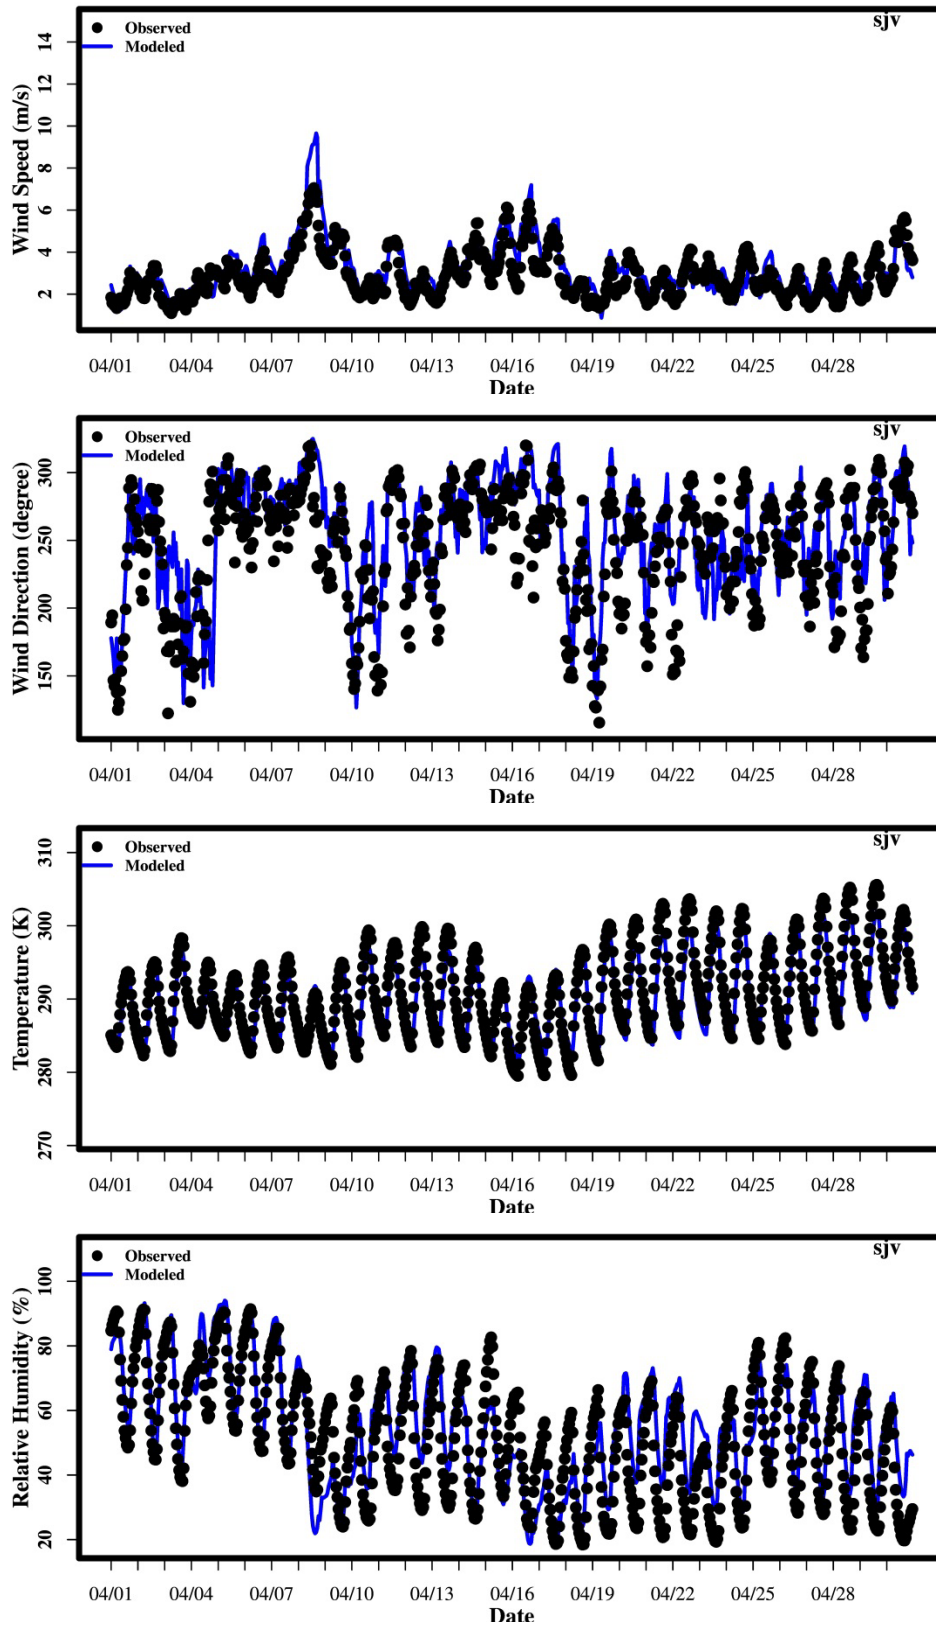 sjv
Observed
Modeled
Wind Speed (m/s)
2 4 6 8 10 12 14
04/01 04/04 04/07 04/10 04/13 04/16 04/19 04/22 04/25 04/28
Date
sjv
Observed
Modeled
Wind Direction (degree)
150 200 250 300
04/01 04/04 04/07 04/10 04/13 04/16 04/19 04/22 04/25 04/28
Date
sjv
Observed
Modeled
Temperature (K)
270 280 290 300 310
04/01 04/04 04/07 04/10 04/13 04/16 04/19 04/22 04/25 04/28
Date
sjv
Observed
Modeled
Relative Humidity (%)
20 40 60 80 100
04/01 04/04 04/07 04/10 04/13 04/16 04/19 04/22 04/25 04/28
Date